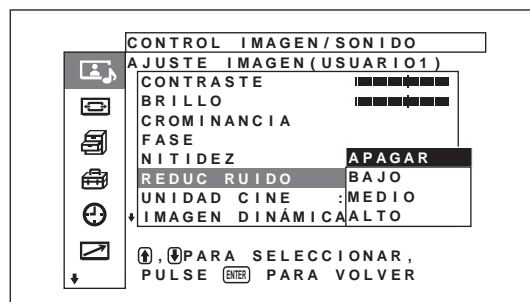 CONTROL IMAGEN/SONIDO
AJUSTE IMAGEN(USUARIO1)
CONTRASTE
BRILLO
CROMINANCIA
FASE
NITIDEZ APAGAR
REDUC RUIDO BAJO
UNIDAD CINE : MEDIO
IMAGEN DINÁMICA ALTO
, PARA SELECCIONAR,
PULSE ENTER PARA VOLVER